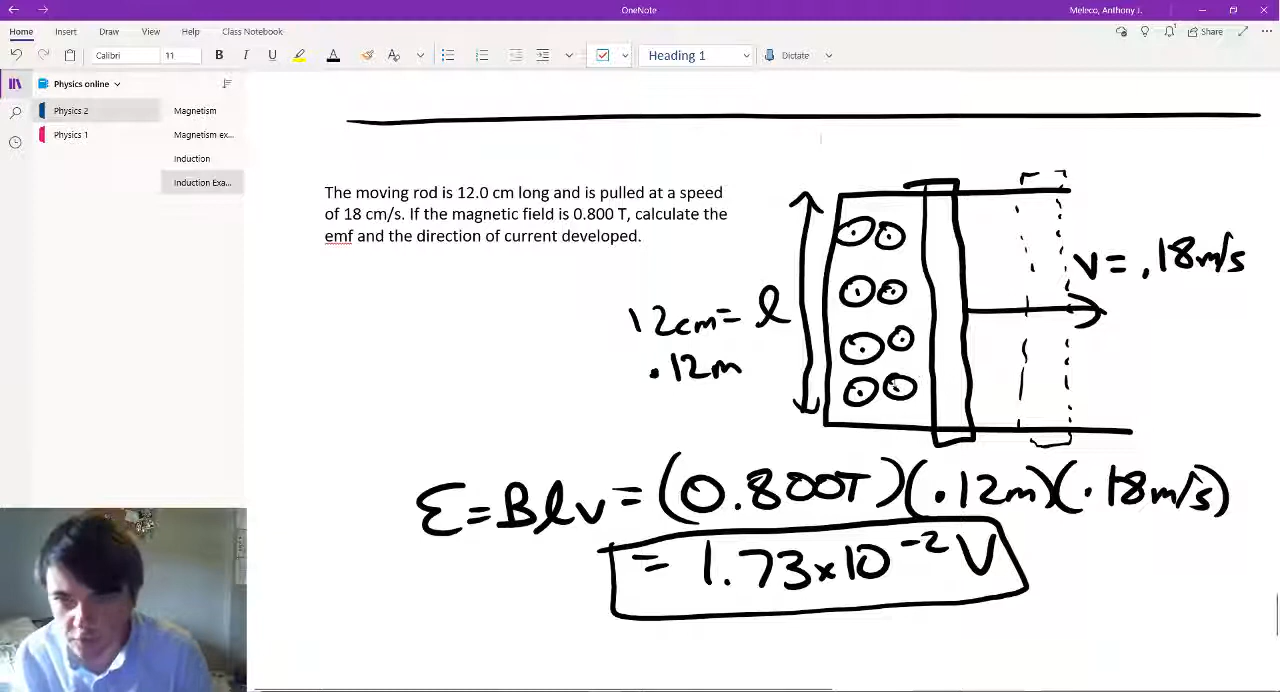 OneNote
Meleco, Anthony J.
Home Insert Draw View Help Class Notebook
Share
Calibri 11 B I U A Heading 1 Dictate
Physics online
Physics 2
Physics 1
Magnetism
Magnetism ex...
Induction
Induction Exa...
The moving rod is 12.0 cm long and is pulled at a speed
of 18 cm/s. If the magnetic field is 0.800 T, calculate the
emf and the direction of current developed.
12cm = l
.12m
v = .18m/s
ℰ = Blv = (0.800T)(.12m)(.18m/s)
= 1.73x10⁻² V